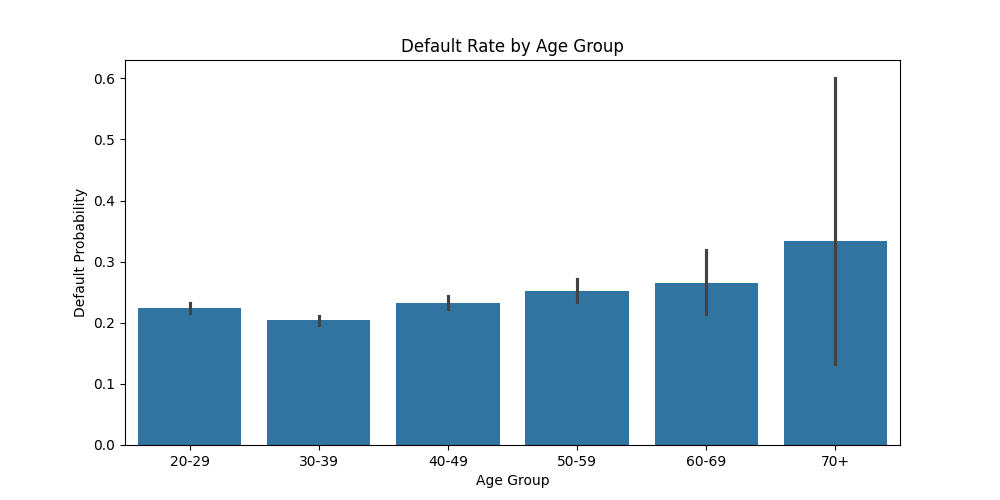 Default Rate by Age Group
Default Probability
0.6
0.5
0.4
0.3
0.2
0.1
0.0
20-29 30-39 40-49 50-59 60-69 70+
Age Group